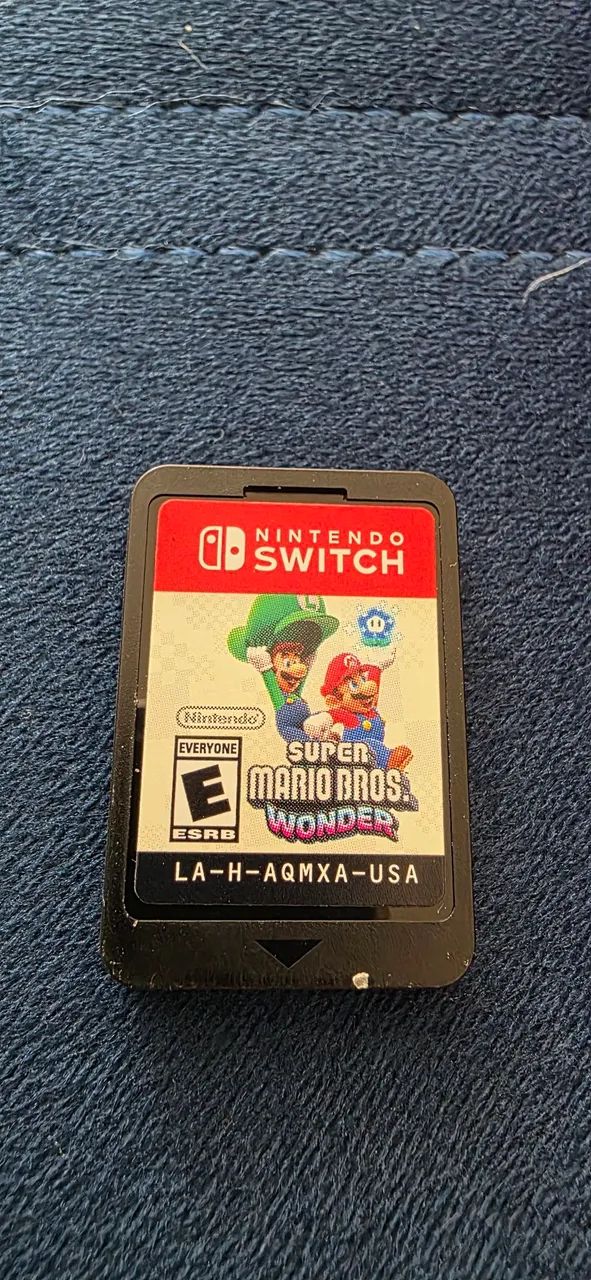 NINTENDO
SWITCH
L
M
Nintendo
EVERYONE
E
ESRB
SUPER
MARIO BROS.
WONDER
LA-H-AQMXA-USA